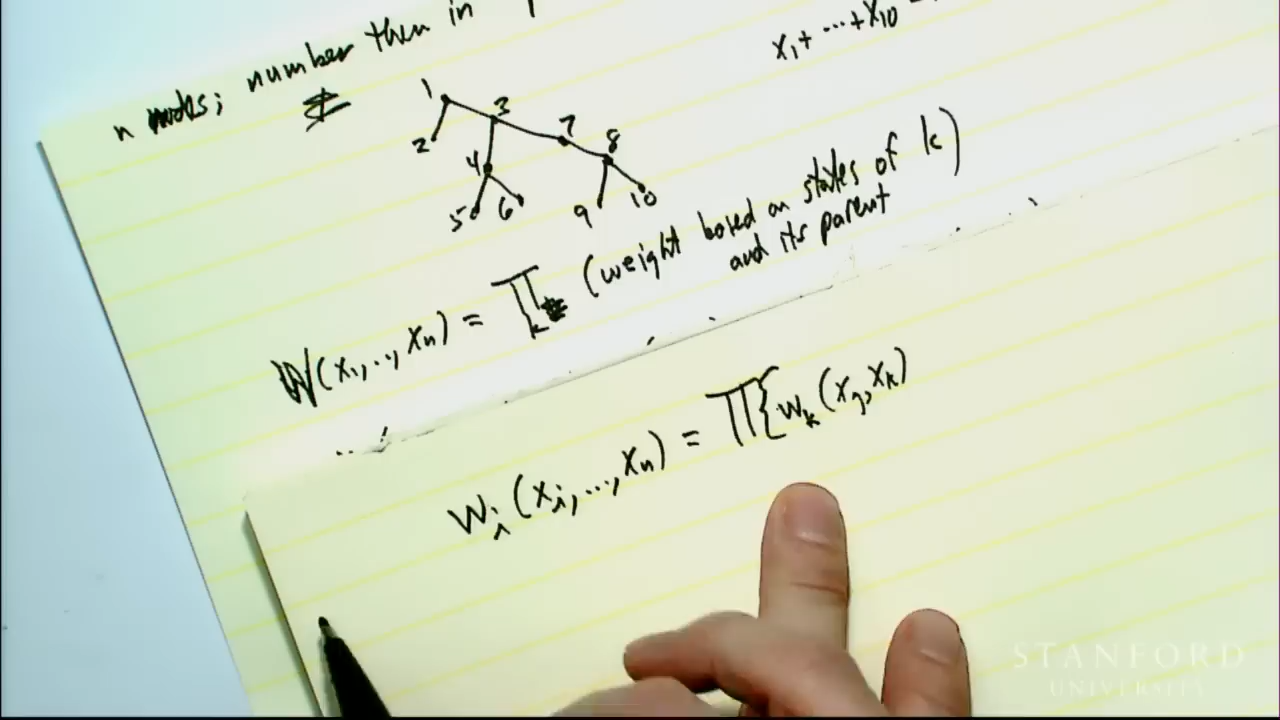 n nodes; number them in
x₁+ ⋯ +x₁₀
1
3
2
7
4
8
5 6
9 10
W(x₁,...,xₙ) = ∏ₖ (weight based on states of k)
and its parent
wᵢ(xᵢ,...,xₙ) = ∏{wₖ(xⱼ,xₖ)
STANFORD
UNIVERSITY